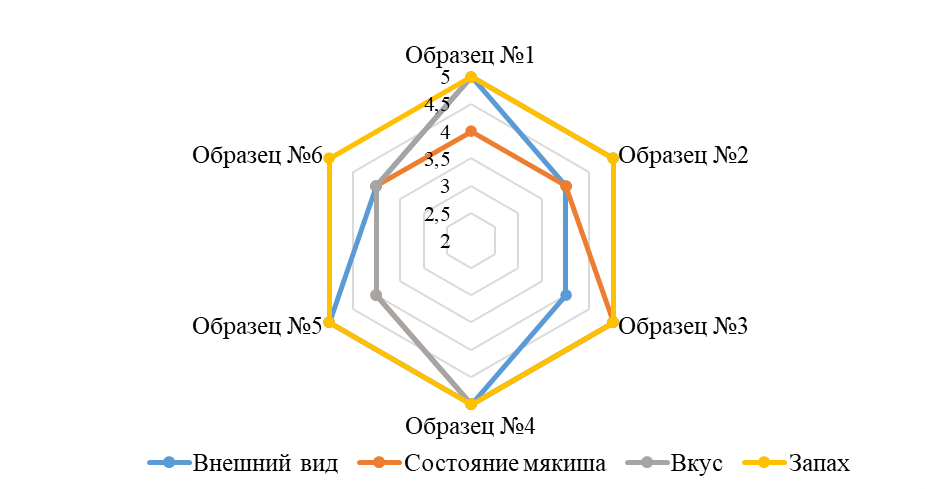 Образец №1
5
4,5
4
3,5
3
2,5
2
Образец №2
Образец №3
Образец №4
Образец №5
Образец №6
Внешний вид Состояние мякиша Вкус Запах